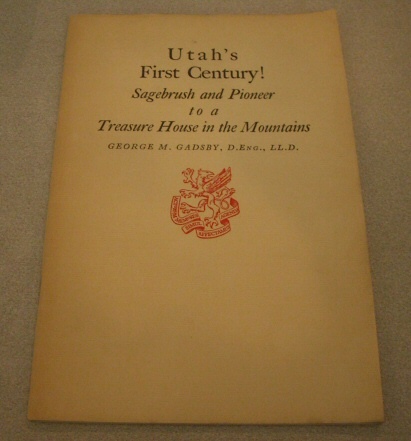 Utah's
First Century!
Sagebrush and Pioneer
to a
Treasure House in the Mountains
GEORGE M. GADSBY, D.ENG., LL.D.